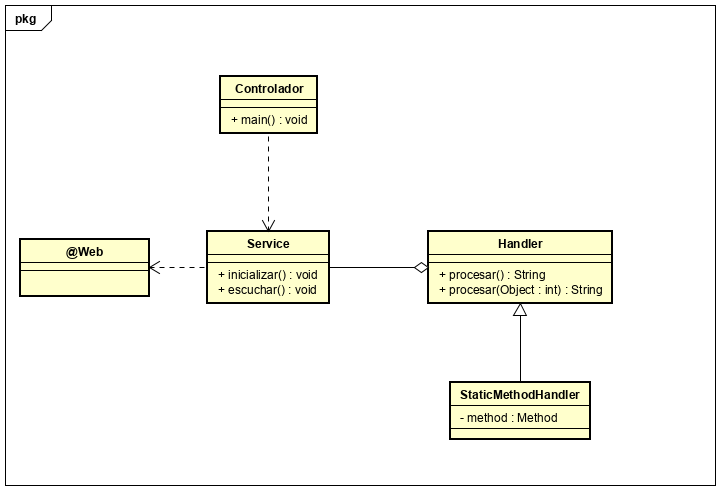 pkg
Controlador
+ main() : void
@Web
Service
+ inicializar() : void
+ escuchar() : void
Handler
+ procesar() : String
+ procesar(Object : int) : String
StaticMethodHandler
- method : Method